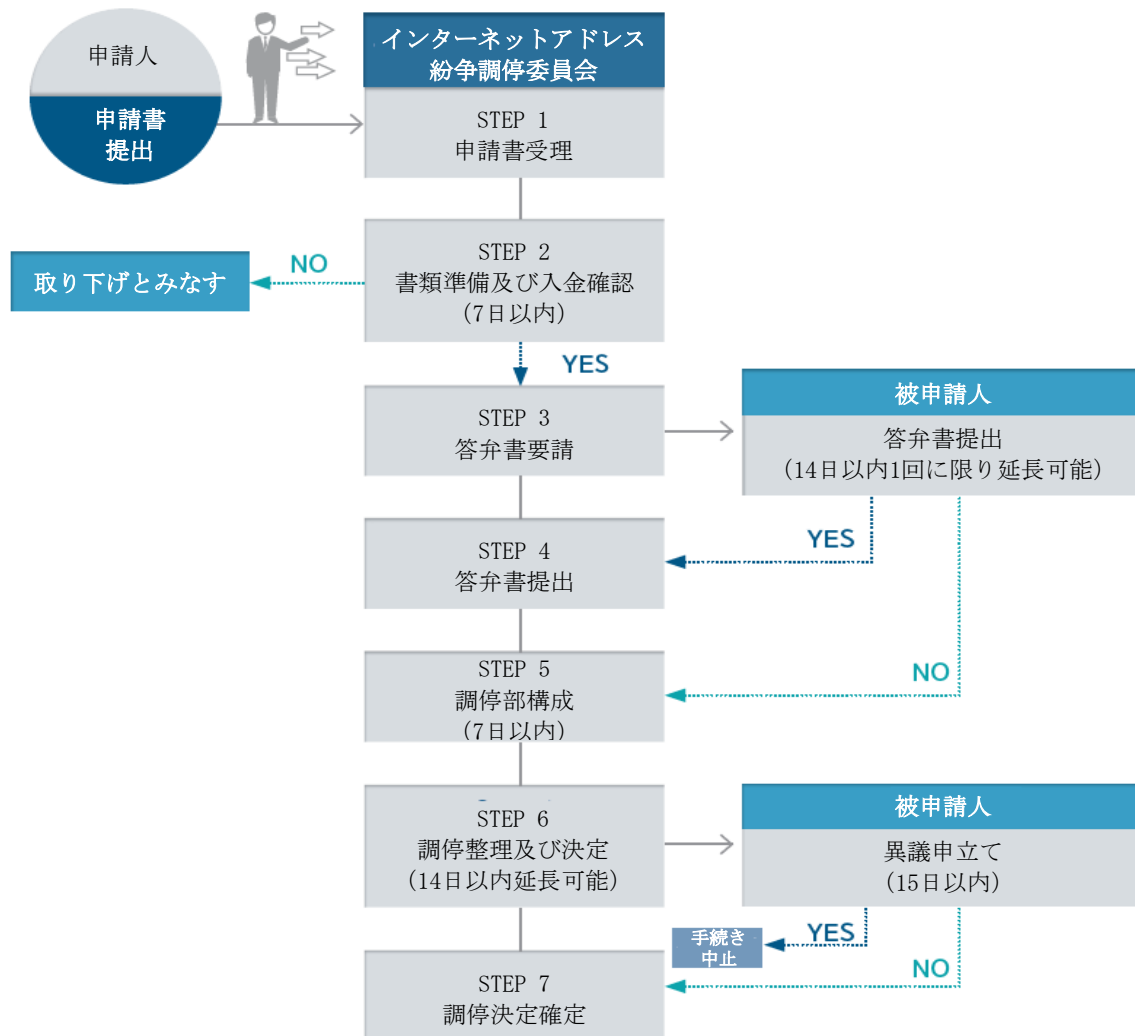 申請人
申請書
提出
インターネットアドレス
紛争調停委員会
STEP 1
申請書受理
STEP 2
書類準備及び入金確認
(7日以内)
NO
取り下げとみなす
YES
STEP 3
答弁書要請
被申請人
答弁書提出
(14日以内1回に限り延長可能)
YES
STEP 4
答弁書提出
NO
STEP 5
調停部構成
(7日以内)
STEP 6
調停整理及び決定
(14日以内延長可能)
被申請人
異議申立て
(15日以内)
YES
手続き
中止
NO
STEP 7
調停決定確定